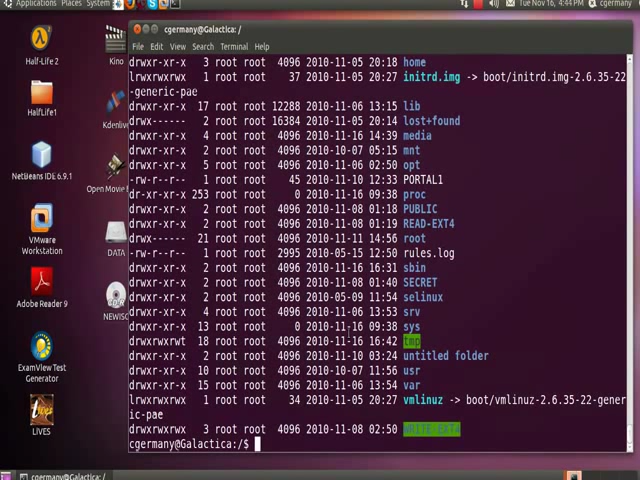 Applications Places System
Tue Nov 16, 4:44 PM cgermany
cgermany@Galactica: /
File Edit View Search Terminal Help
drwxr-xr-x 3 root root 4096 2010-11-05 20:18 home
lrwxrwxrwx 1 root root 37 2010-11-05 20:27 initrd.img -> boot/initrd.img-2.6.35-22
-generic-pae
drwxr-xr-x 17 root root 12288 2010-11-06 13:15 lib
drwx------ 2 root root 16384 2010-11-05 20:14 lost+found
drwxr-xr-x 4 root root 4096 2010-11-16 14:39 media
drwxr-xr-x 2 root root 4096 2010-10-07 05:15 mnt
drwxr-xr-x 5 root root 4096 2010-11-06 02:50 opt
-rw-r--r-- 1 root root 45 2010-11-10 12:33 PORTAL1
dr-xr-xr-x 253 root root 0 2010-11-16 09:38 proc
drwxr-xr-x 2 root root 4096 2010-11-08 01:18 PUBLIC
drwxr-xr-x 2 root root 4096 2010-11-08 01:19 READ-EXT4
drwx------ 21 root root 4096 2010-11-11 14:56 root
-rw-r--r-- 1 root root 2995 2010-05-15 12:50 rules.log
drwxr-xr-x 2 root root 4096 2010-11-16 16:31 sbin
drwxr-xr-x 2 root root 4096 2010-11-08 01:40 SECRET
drwxr-xr-x 2 root root 4096 2010-05-09 11:54 selinux
drwxr-xr-x 4 root root 4096 2010-11-06 13:53 srv
drwxr-xr-x 13 root root 0 2010-11-16 09:38 sys
drwxrwxrwt 18 root root 4096 2010-11-16 16:42 tmp
drwxr-xr-x 2 root root 4096 2010-11-10 03:24 untitled folder
drwxr-xr-x 10 root root 4096 2010-10-07 11:56 usr
drwxr-xr-x 15 root root 4096 2010-11-06 13:54 var
lrwxrwxrwx 1 root root 34 2010-11-05 20:27 vmlinuz -> boot/vmlinuz-2.6.35-22-gener
ic-pae
drwxrwxrwx 3 root root 4096 2010-11-08 02:50 WRITE_EXT4
cgermany@Galactica:/$
Half-Life 2
HalfLife1
NetBeans IDE 6.9.1
VMware
Workstation
Adobe Reader 9
ExamView Test
Generator
LIVES
Kino
Kdenliv
Open Movie E
DATA
NEWISO
cgermany@Galactica: /